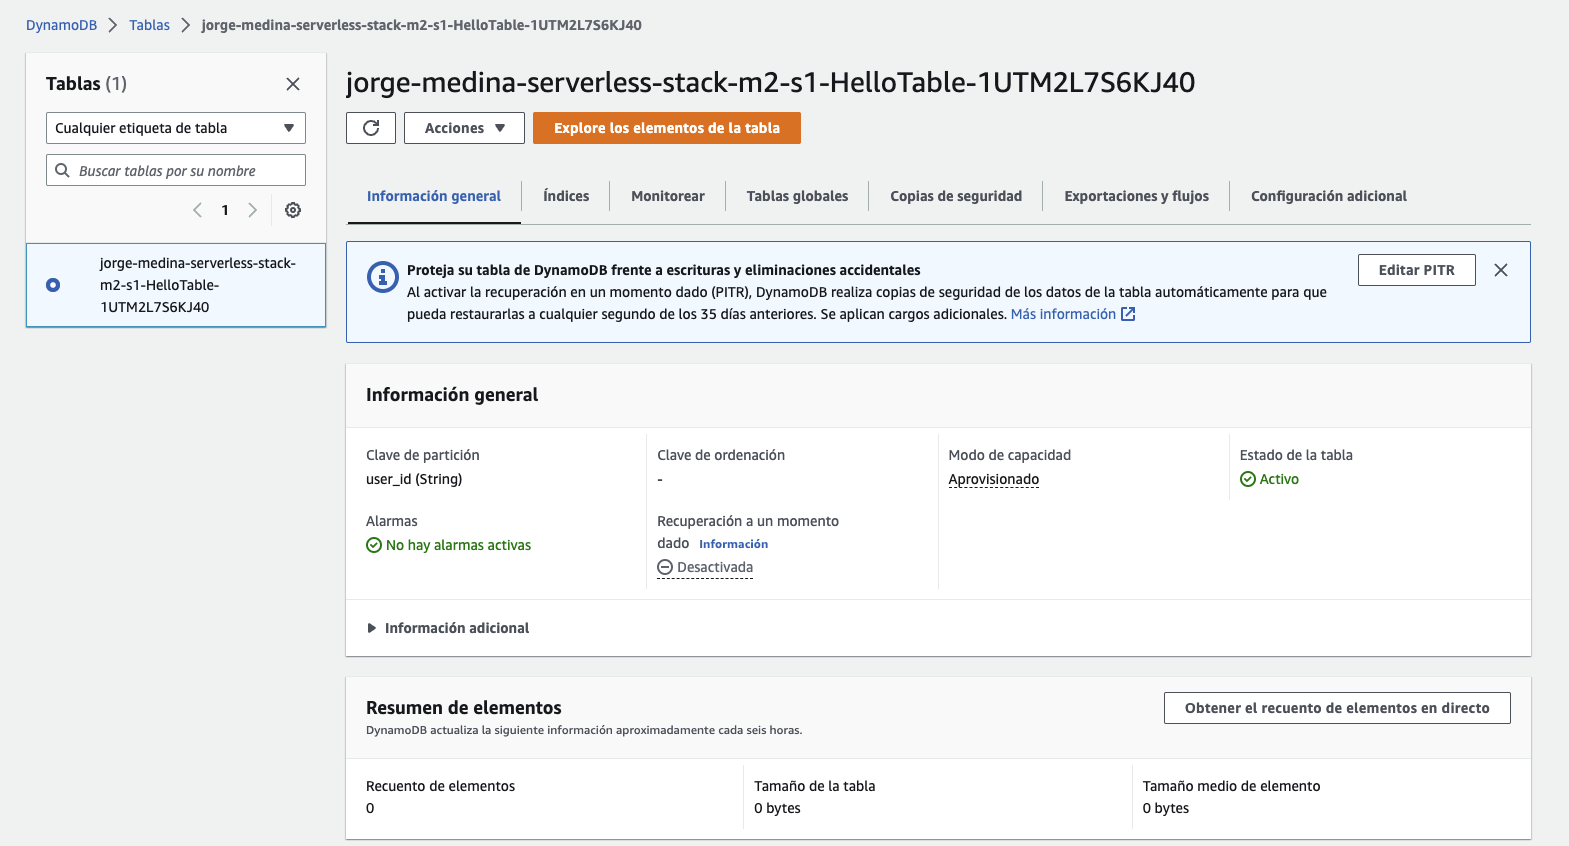 DynamoDB > Tablas > jorge-medina-serverless-stack-m2-s1-HelloTable-1UTM2L7S6KJ40
Tablas (1)
Cualquier etiqueta de tabla
Buscar tablas por su nombre
1
jorge-medina-serverless-stack-
m2-s1-HelloTable-
1UTM2L7S6KJ40
jorge-medina-serverless-stack-m2-s1-HelloTable-1UTM2L7S6KJ40
Acciones
Explore los elementos de la tabla
Información general
Índices
Monitorear
Tablas globales
Copias de seguridad
Exportaciones y flujos
Configuración adicional
Proteja su tabla de DynamoDB frente a escrituras y eliminaciones accidentales
Al activar la recuperación en un momento dado (PITR), DynamoDB realiza copias de seguridad de los datos de la tabla automáticamente para que
pueda restaurarlas a cualquier segundo de los 35 días anteriores. Se aplican cargos adicionales. Más información
Editar PITR
Información general
Clave de partición
user_id (String)
Clave de ordenación
-
Modo de capacidad
Aprovisionado
Estado de la tabla
Activo
Alarmas
No hay alarmas activas
Recuperación a un momento
dado Información
Desactivada
Información adicional
Resumen de elementos
DynamoDB actualiza la siguiente información aproximadamente cada seis horas.
Obtener el recuento de elementos en directo
Recuento de elementos
0
Tamaño de la tabla
0 bytes
Tamaño medio de elemento
0 bytes